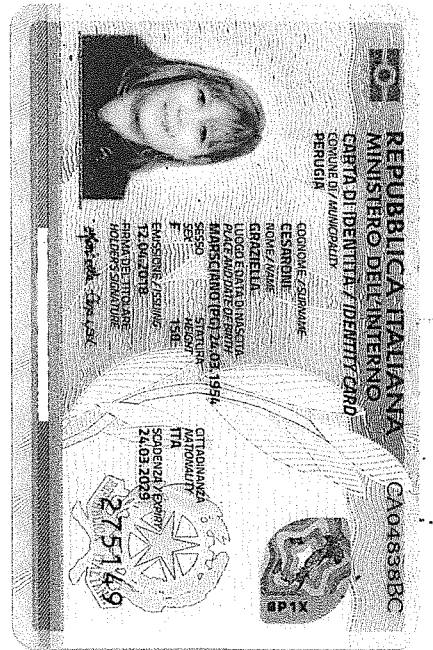 REPUBBLICA ITALIANA
CA04838BC
MINISTERO DELL'INTERNO
CARTA DI IDENTITÀ / IDENTITY CARD
COMUNE DI / MUNICIPALITY
PERUGIA
COGNOME / SURNAME
CESARONI
NOME / NAME
GRAZIELLA
LUOGO E DATA DI NASCITA
PLACE AND DATE OF BIRTH
MARSCIANO (PG) 24.03.1954
SESSO
SEX
F
STATURA
HEIGHT
158
CITTADINANZA
NATIONALITY
ITA
EMISSIONE / ISSUING
12.04.2018
SCADENZA / EXPIRY
24.03.2029
FIRMA DEL TITOLARE
HOLDER'S SIGNATURE
275149
BP1X